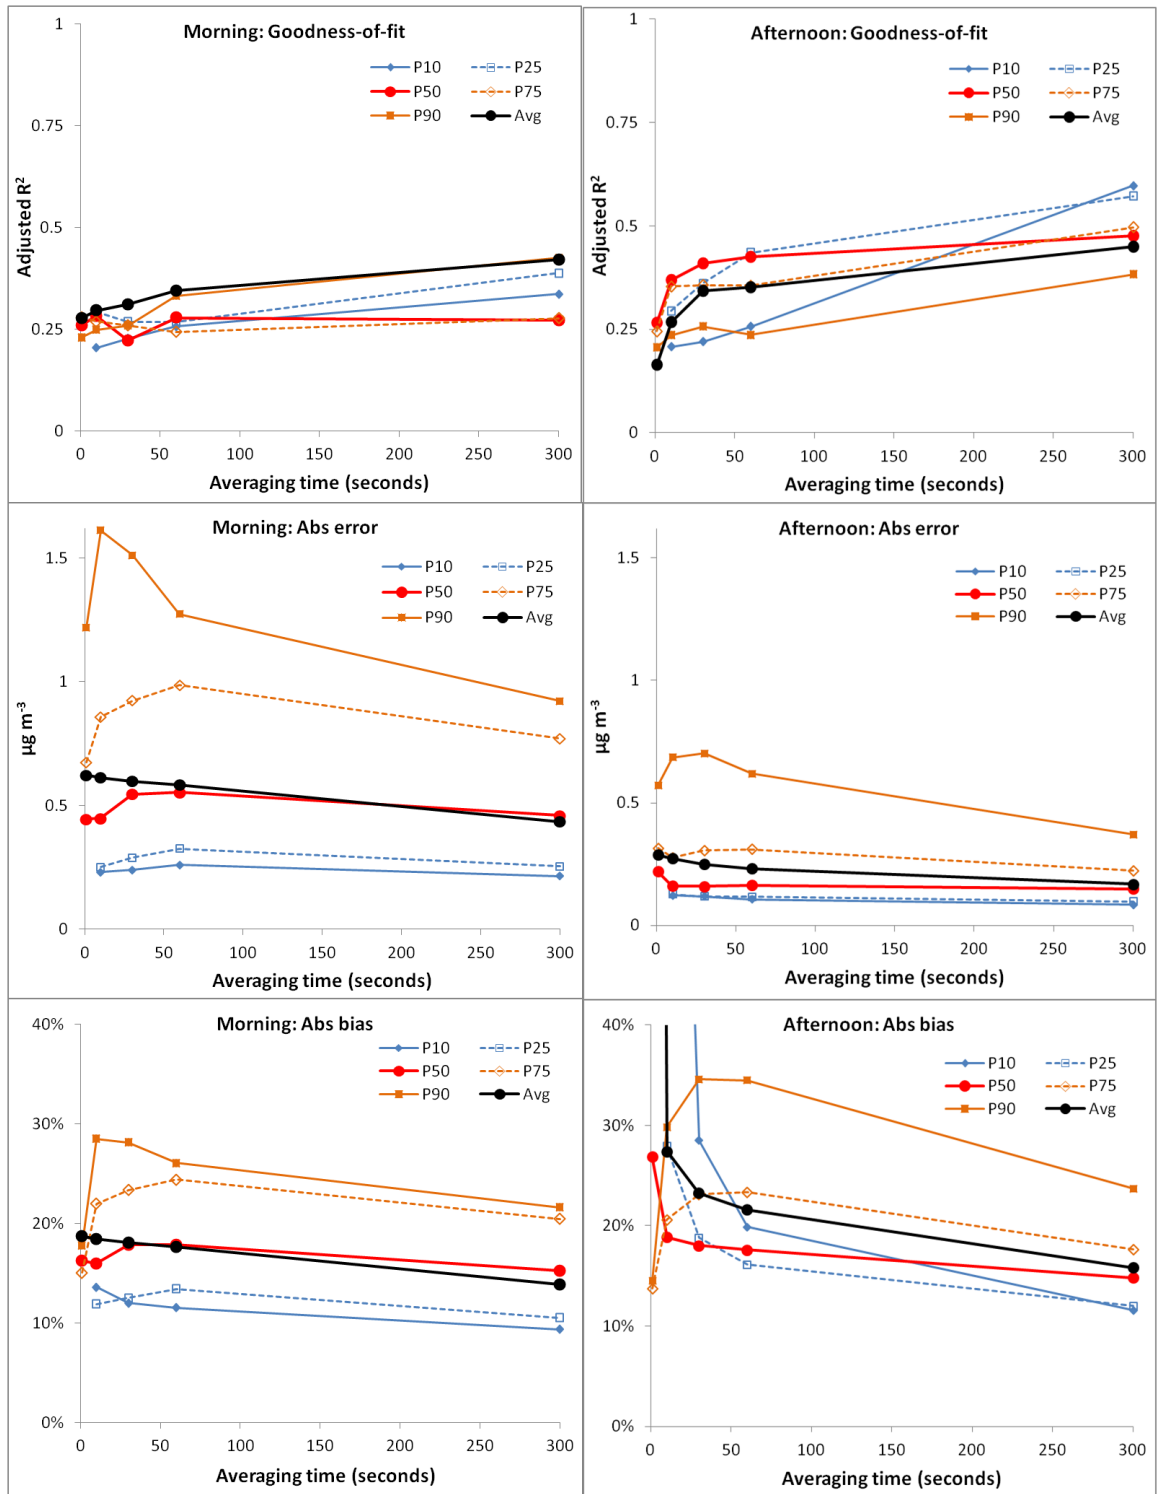 Morning: Goodness-of-fit
P10 P25
P50 P75
P90 Avg
1
0.75
0.5
0.25
0
Adjusted R²
0 50 100 150 200 250 300
Averaging time (seconds)
Afternoon: Goodness-of-fit
P10 P25
P50 P75
P90 Avg
1
0.75
0.5
0.25
0
0 50 100 150 200 250 300
Averaging time (seconds)
Morning: Abs error
P10 P25
P50 P75
P90 Avg
1.5
1
0.5
0
µg m⁻³
0 50 100 150 200 250 300
Averaging time (seconds)
Afternoon: Abs error
P10 P25
P50 P75
P90 Avg
1.5
1
0.5
0
0 50 100 150 200 250 300
Averaging time (seconds)
Morning: Abs bias
P10 P25
P50 P75
P90 Avg
40%
30%
20%
10%
0%
0 50 100 150 200 250 300
Averaging time (seconds)
Afternoon: Abs bias
P10 P25
P50 P75
P90 Avg
40%
30%
20%
10%
0%
0 50 100 150 200 250 300
Averaging time (seconds)